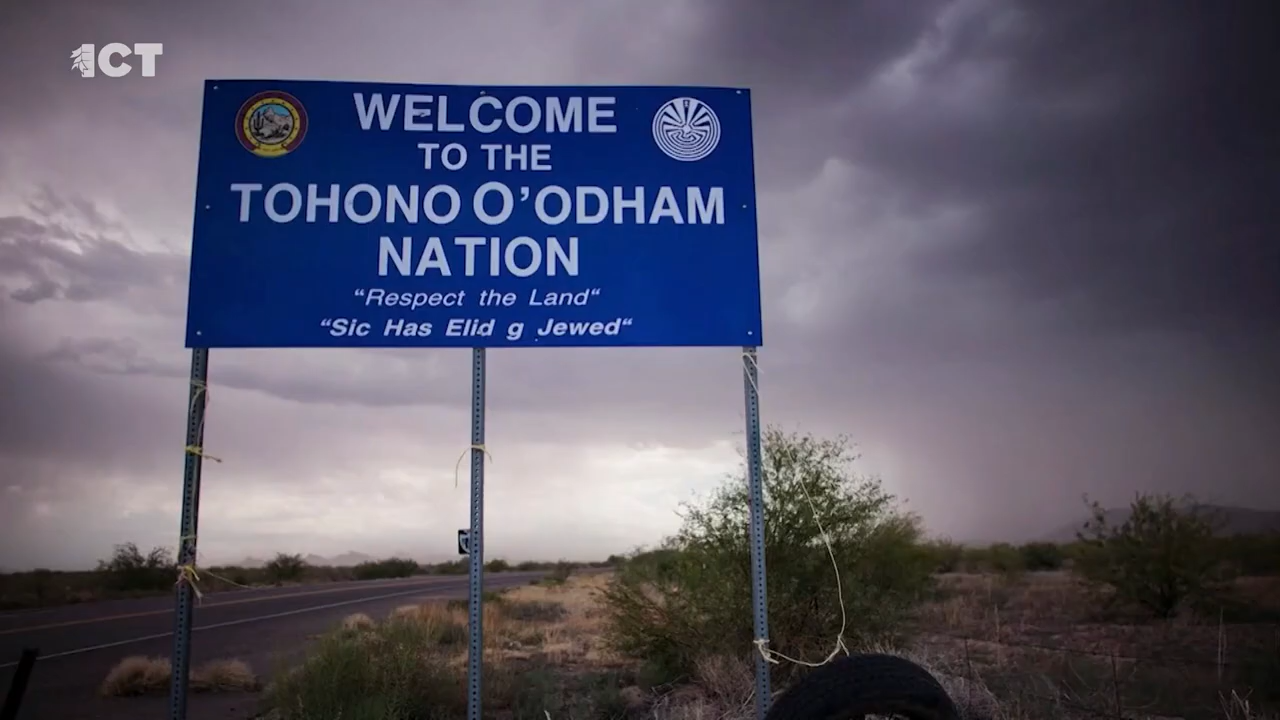 ICT
WELCOME
TO THE
TOHONO O'ODHAM
NATION
“Respect the Land“
“Sic Has Elid g Jewed“